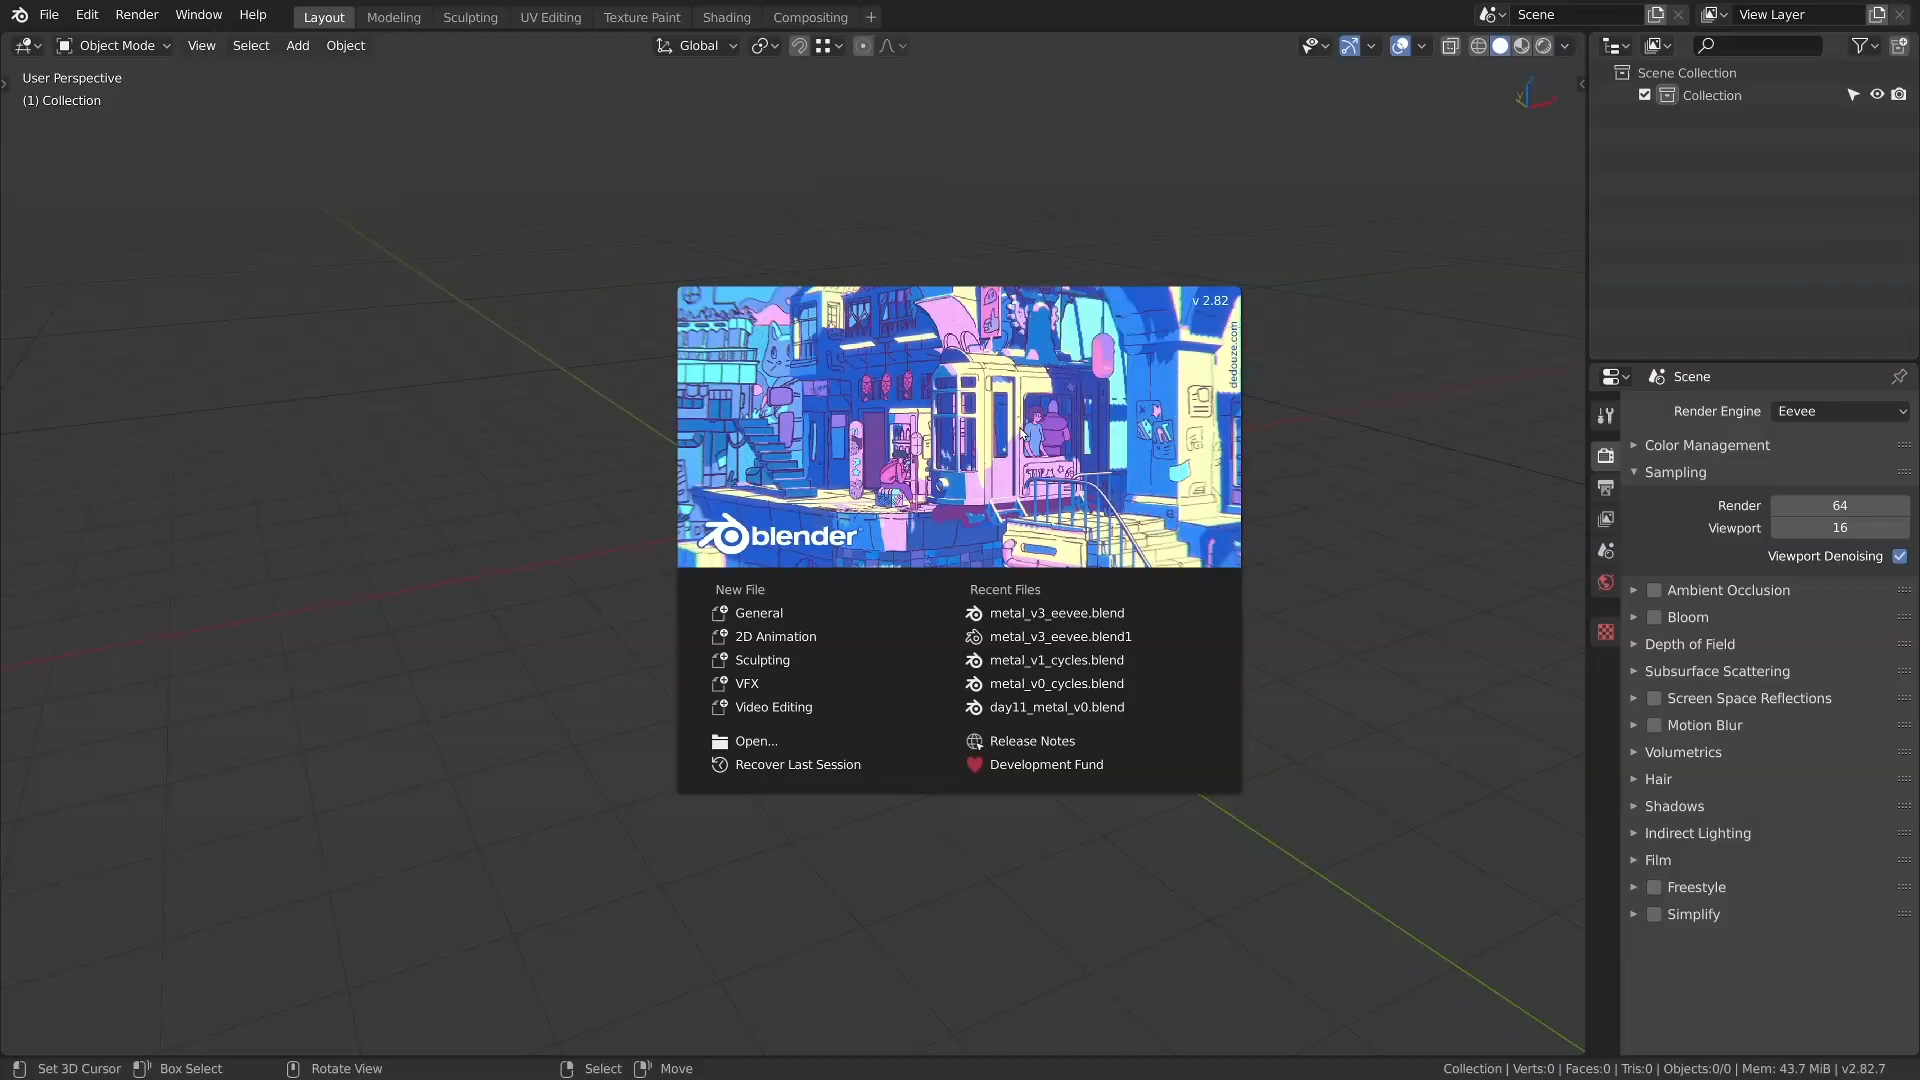 File Edit Render Window Help Layout Modeling Sculpting UV Editing Texture Paint Shading Compositing + Scene View Layer
Object Mode View Select Add Object Global
User Perspective
(1) Collection
Scene Collection
Collection
v 2.82
dedouze.com
blender
New File
General
2D Animation
Sculpting
VFX
Video Editing
Open...
Recover Last Session
Recent Files
metal_v3_eevee.blend
metal_v3_eevee.blend1
metal_v1_cycles.blend
metal_v0_cycles.blend
day11_metal_v0.blend
Release Notes
Development Fund
Scene
Render Engine Eevee
Color Management
Sampling
Render 64
Viewport 16
Viewport Denoising
Ambient Occlusion
Bloom
Depth of Field
Subsurface Scattering
Screen Space Reflections
Motion Blur
Volumetrics
Hair
Shadows
Indirect Lighting
Film
Freestyle
Simplify
Set 3D Cursor Box Select Rotate View Select Move Collection | Verts:0 | Faces:0 | Tris:0 | Objects:0/0 | Mem: 43.7 MiB | v2.82.7